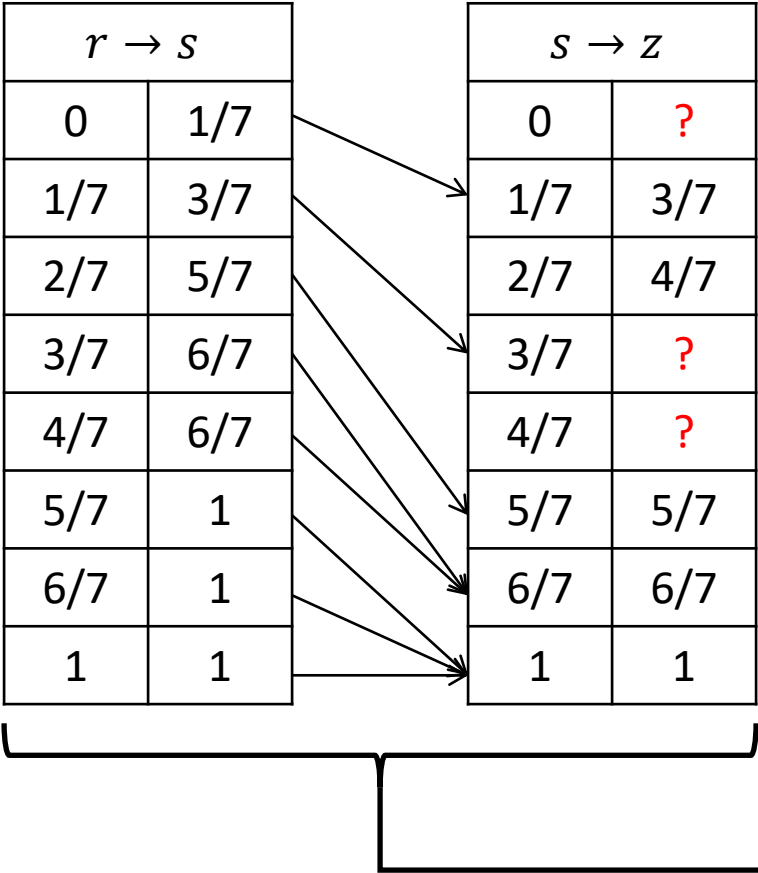 r → s s → z
0 1/7 0 ?
1/7 3/7 1/7 3/7
2/7 5/7 2/7 4/7
3/7 6/7 3/7 ?
4/7 6/7 4/7 ?
5/7 1 5/7 5/7
6/7 1 6/7 6/7
1 1 1 1